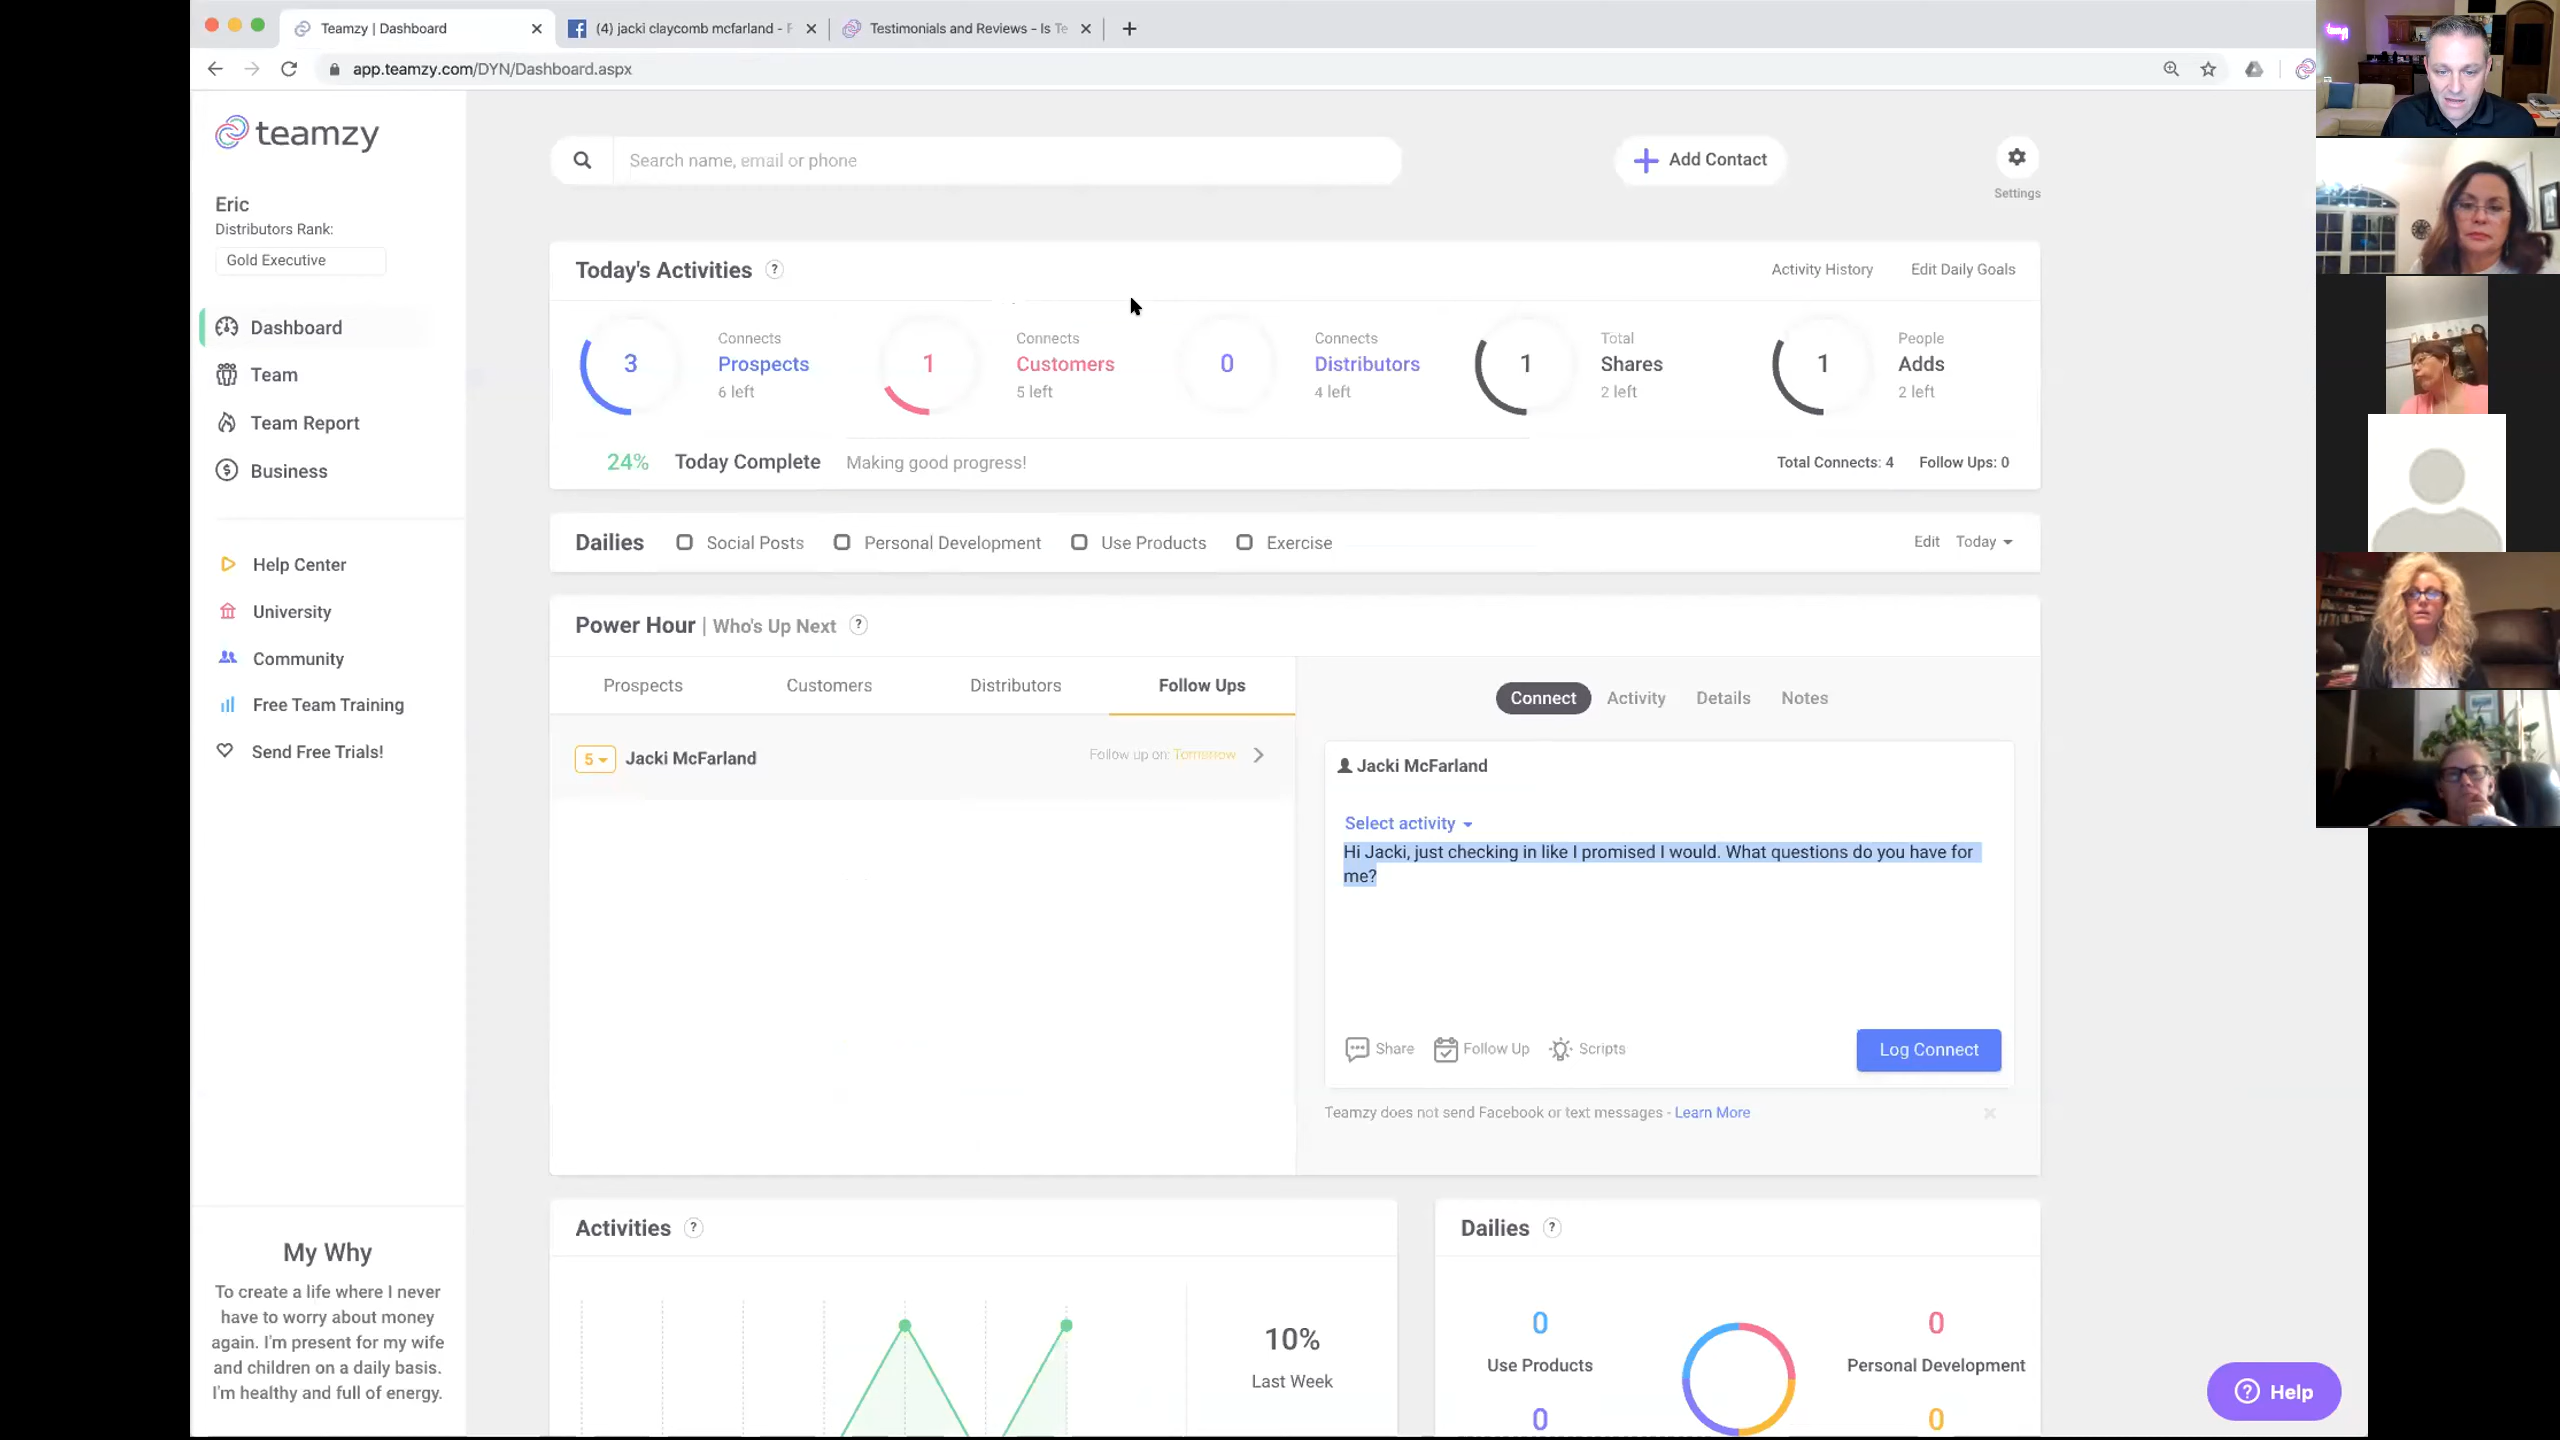 Teamzy | Dashboard
(4) jacki claycomb mcfarland - F
Testimonials and Reviews - Is Te
app.teamzy.com/DYN/Dashboard.aspx
teamzy
Eric
Distributors Rank:
Gold Executive
Dashboard
Team
Team Report
Business
Help Center
University
Community
Free Team Training
Send Free Trials!
My Why
To create a life where I never
have to worry about money
again. I'm present for my wife
and children on a daily basis.
I'm healthy and full of energy.
Search name, email or phone
Add Contact
Settings
Today's Activities ?
Activity History Edit Daily Goals
3 Connects Prospects 6 left
1 Connects Customers 5 left
0 Connects Distributors 4 left
1 Total Shares 2 left
1 People Adds 2 left
24% Today Complete Making good progress!
Total Connects: 4 Follow Ups: 0
Dailies Social Posts Personal Development Use Products Exercise Edit Today
Power Hour | Who's Up Next ?
Prospects Customers Distributors Follow Ups
5 Jacki McFarland Follow up on: Tomorrow
Connect Activity Details Notes
Jacki McFarland
Select activity
Hi Jacki, just checking in like I promised I would. What questions do you have for
me?
Share Follow Up Scripts Log Connect
Teamzy does not send Facebook or text messages - Learn More
Activities ?
10%
Last Week
Dailies ?
0 0
Use Products Personal Development
0 0
? Help